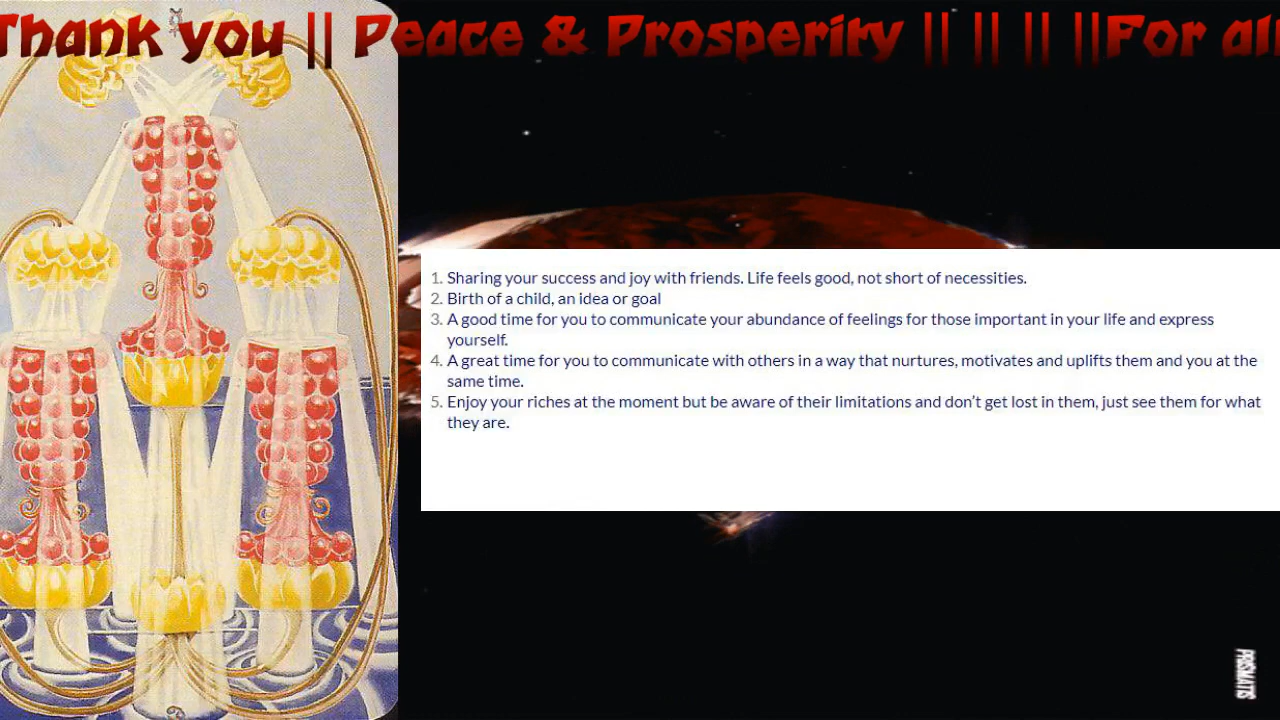 Thank you || Peace & Prosperity || || || ||For all
1. Sharing your success and joy with friends. Life feels good, not short of necessities.
2. Birth of a child, an idea or goal
3. A good time for you to communicate your abundance of feelings for those important in your life and express
yourself.
4. A great time for you to communicate with others in a way that nurtures, motivates and uplifts them and you at the
same time.
5. Enjoy your riches at the moment but be aware of their limitations and don't get lost in them, just see them for what
they are.